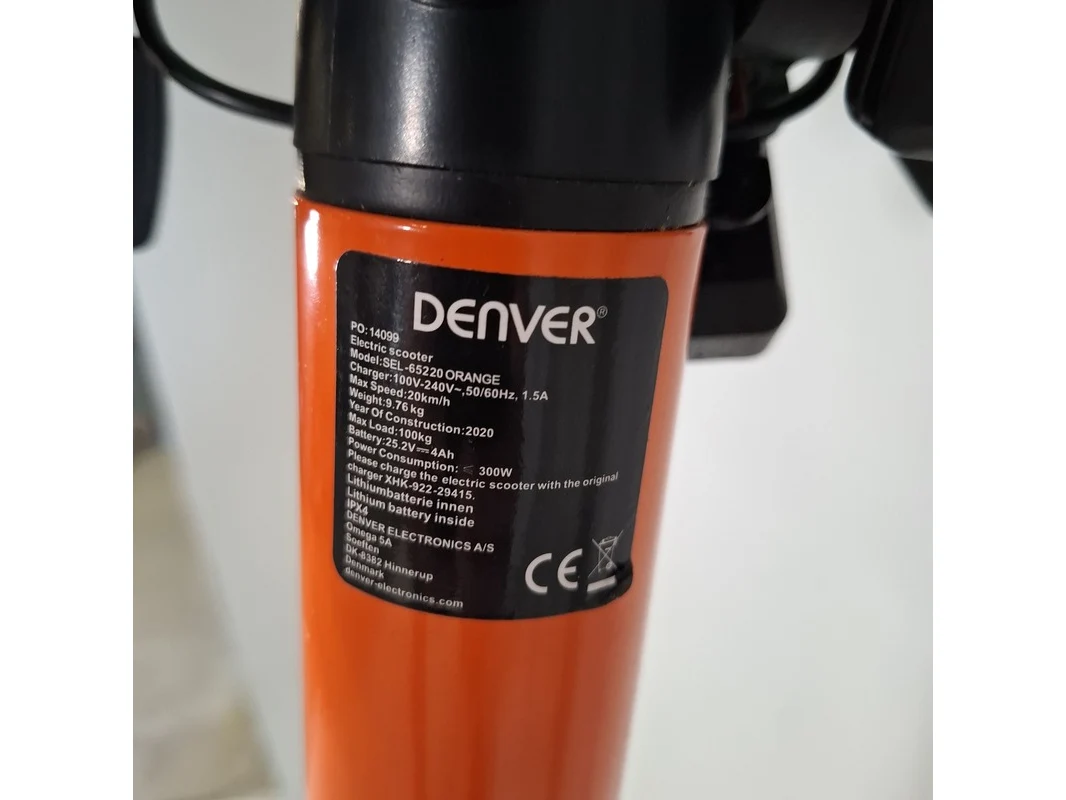 DENVER®
PO:14099
Electric scooter
Model:SEL-65220 ORANGE
Charger:100V-240V~,50/60Hz, 1.5A
Max Speed:20km/h
Weight:9.76 kg
Year Of Construction:2020
Max Load:100kg
Battery:25.2V⎓4Ah
Power Consumption: ≤ 300W
Please charge the electric scooter with the original
charger XHK-922-29415.
Lithiumbatterie innen
Lithium battery inside
IPX4
DENVER ELECTRONICS A/S
Omega 5A
Soeften
DK-8382 Hinnerup
Denmark
denver-electronics.com
CE